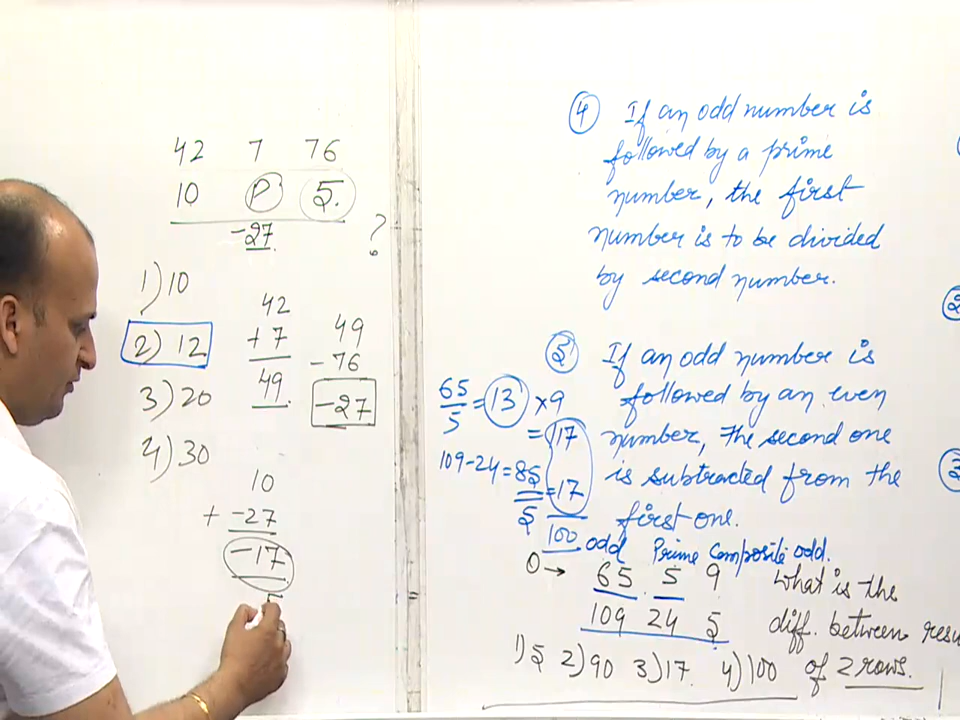 42 7 76
10 P 5.
-27
?
1) 10
2) 12
3) 20
4) 30
42
+ 7
49
49
- 76
-27
10
+ -27
-17
4 If an odd number is
followed by a prime
number, the first
number is to be divided
by second number.
5 If an odd number is
followed by an even
number, the second one
is subtracted from the
first one.
65/5 = 13 × 9
= 117
109-24 = 85/5 = 17
100
odd Prime Composite odd.
0 → 65 5 9
109 24 5
What is the
diff. between resu
of 2 rows.
1) 5 2) 90 3) 17 4) 100